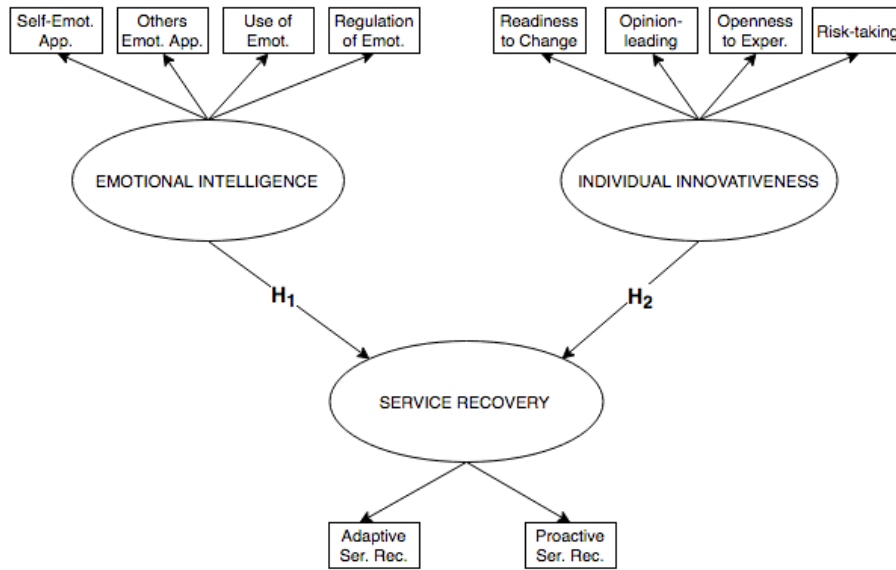 Self-Emot.
App.
Others
Emot. App.
Use of
Emot.
Regulation
of Emot.
Readiness
to Change
Opinion-
leading
Openness
to Exper.
Risk-taking
EMOTIONAL INTELLIGENCE
INDIVIDUAL INNOVATIVENESS
H₁
H₂
SERVICE RECOVERY
Adaptive
Ser. Rec.
Proactive
Ser. Rec.